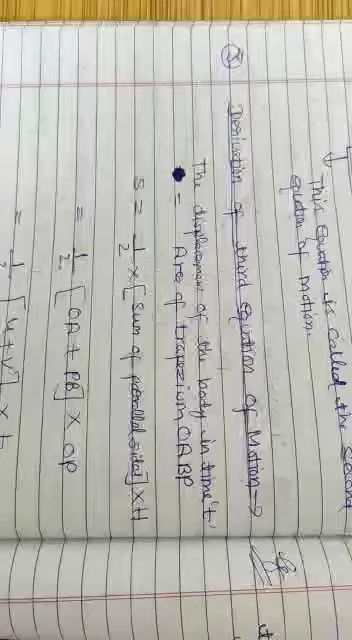 This Equation is called the second
equation of motion.
③ Derivation of third Equation of Motion →
The displacement of the body in time 't'
= Area of trapezium OABP
S = 1/2 × [Sum of parallel sides] × H
= 1/2 [OA + PB] × OP
= 1/2 [u + v] × t